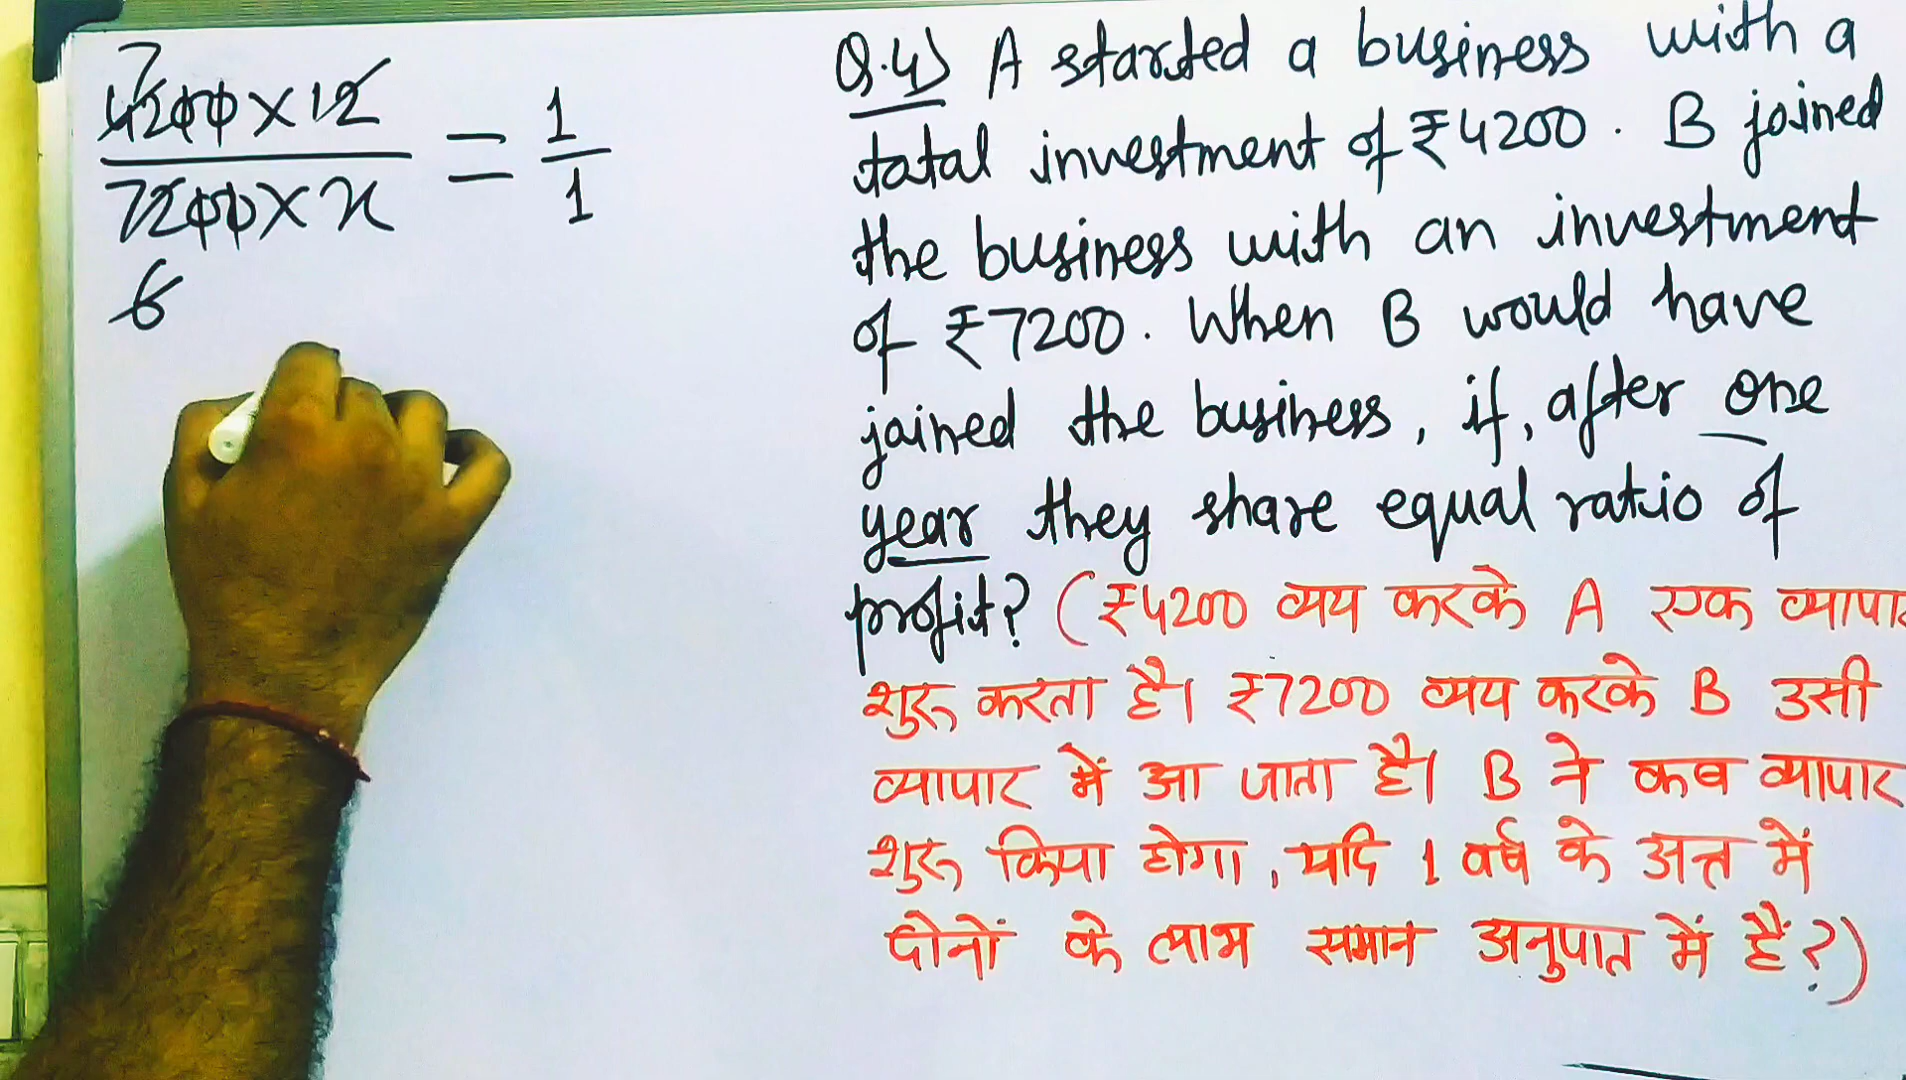 7
4200 × 12
7200 × x
= 1
1
6
Q.4) A started a business with a
total investment of ₹4200. B joined
the business with an investment
of ₹7200. When B would have
joined the business, if, after one
year they share equal ratio of
profit? (₹4200 व्यय करके A एक व्यापार
शुरू करता है। ₹7200 व्यय करके B उसी
व्यापार में आ जाता है। B ने कब व्यापार
शुरू किया होगा, यदि 1 वर्ष के अन्त में
दोनों के लाभ समान अनुपात में हैं?)